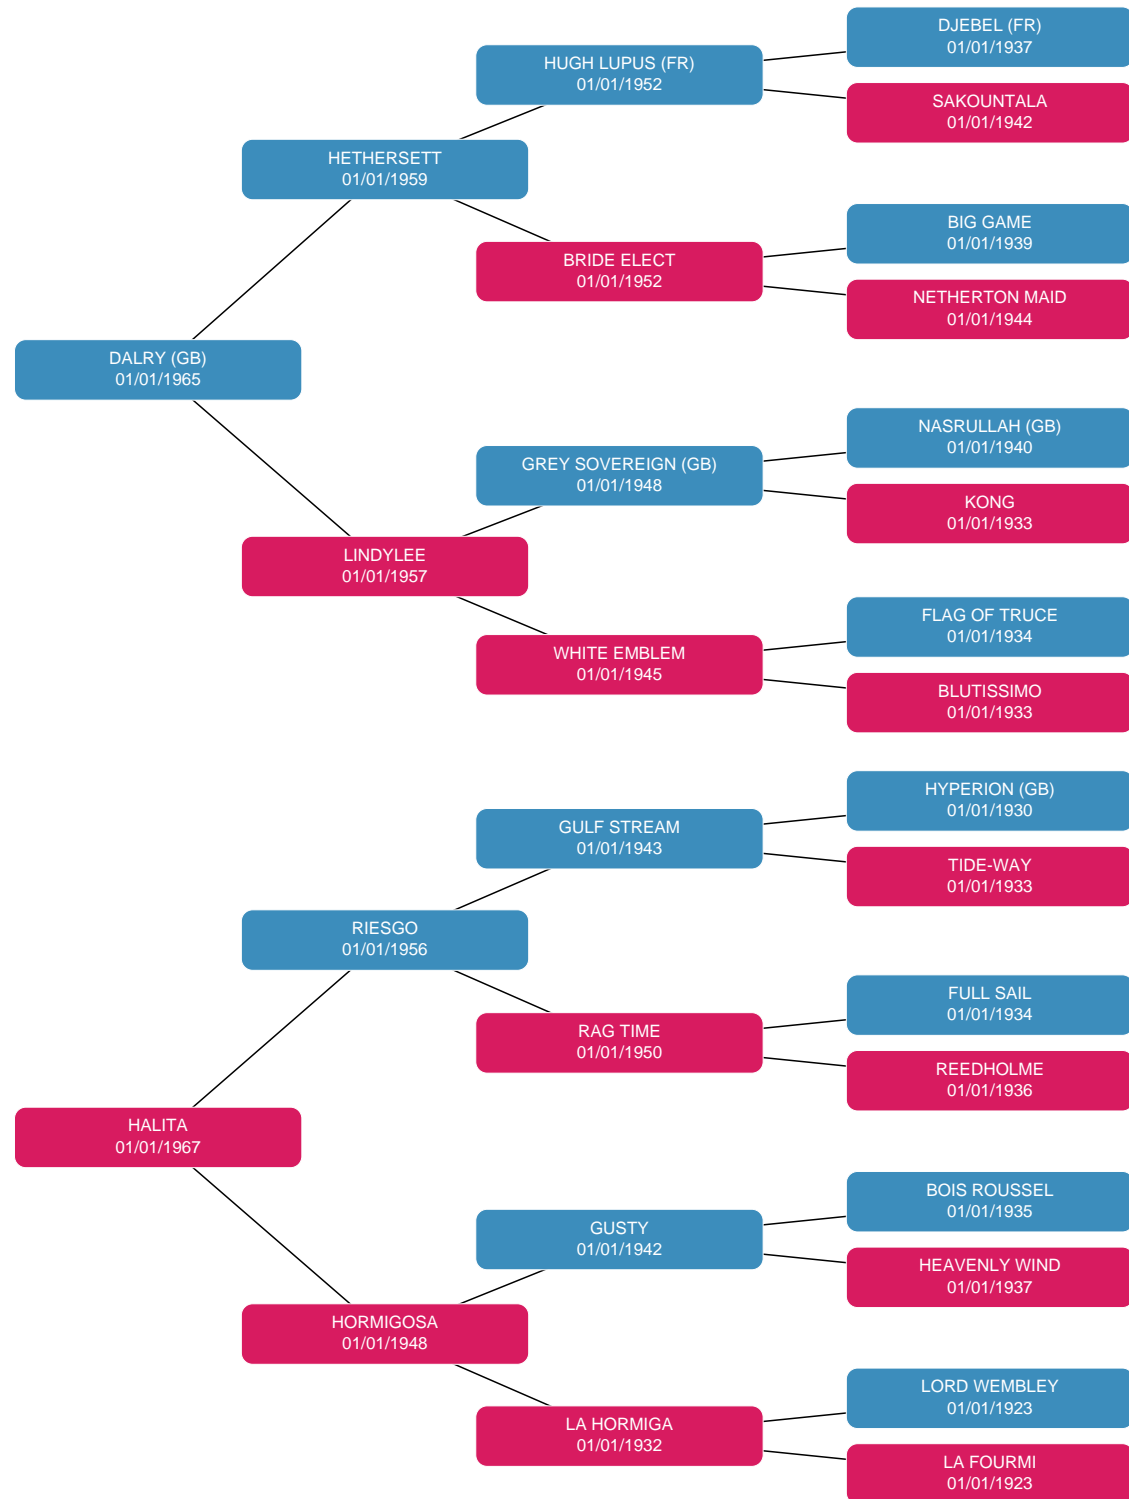 DJEBEL (FR)
01/01/1937
HUGH LUPUS (FR)
01/01/1952
SAKOUNTALA
01/01/1942
HETHERSETT
01/01/1959
BIG GAME
01/01/1939
BRIDE ELECT
01/01/1952
NETHERTON MAID
01/01/1944
DALRY (GB)
01/01/1965
NASRULLAH (GB)
01/01/1940
GREY SOVEREIGN (GB)
01/01/1948
KONG
01/01/1933
LINDYLEE
01/01/1957
FLAG OF TRUCE
01/01/1934
WHITE EMBLEM
01/01/1945
BLUTISSIMO
01/01/1933
HYPERION (GB)
01/01/1930
GULF STREAM
01/01/1943
TIDE-WAY
01/01/1933
RIESGO
01/01/1956
FULL SAIL
01/01/1934
RAG TIME
01/01/1950
REEDHOLME
01/01/1936
HALITA
01/01/1967
BOIS ROUSSEL
01/01/1935
GUSTY
01/01/1942
HEAVENLY WIND
01/01/1937
HORMIGOSA
01/01/1948
LORD WEMBLEY
01/01/1923
LA HORMIGA
01/01/1932
LA FOURMI
01/01/1923